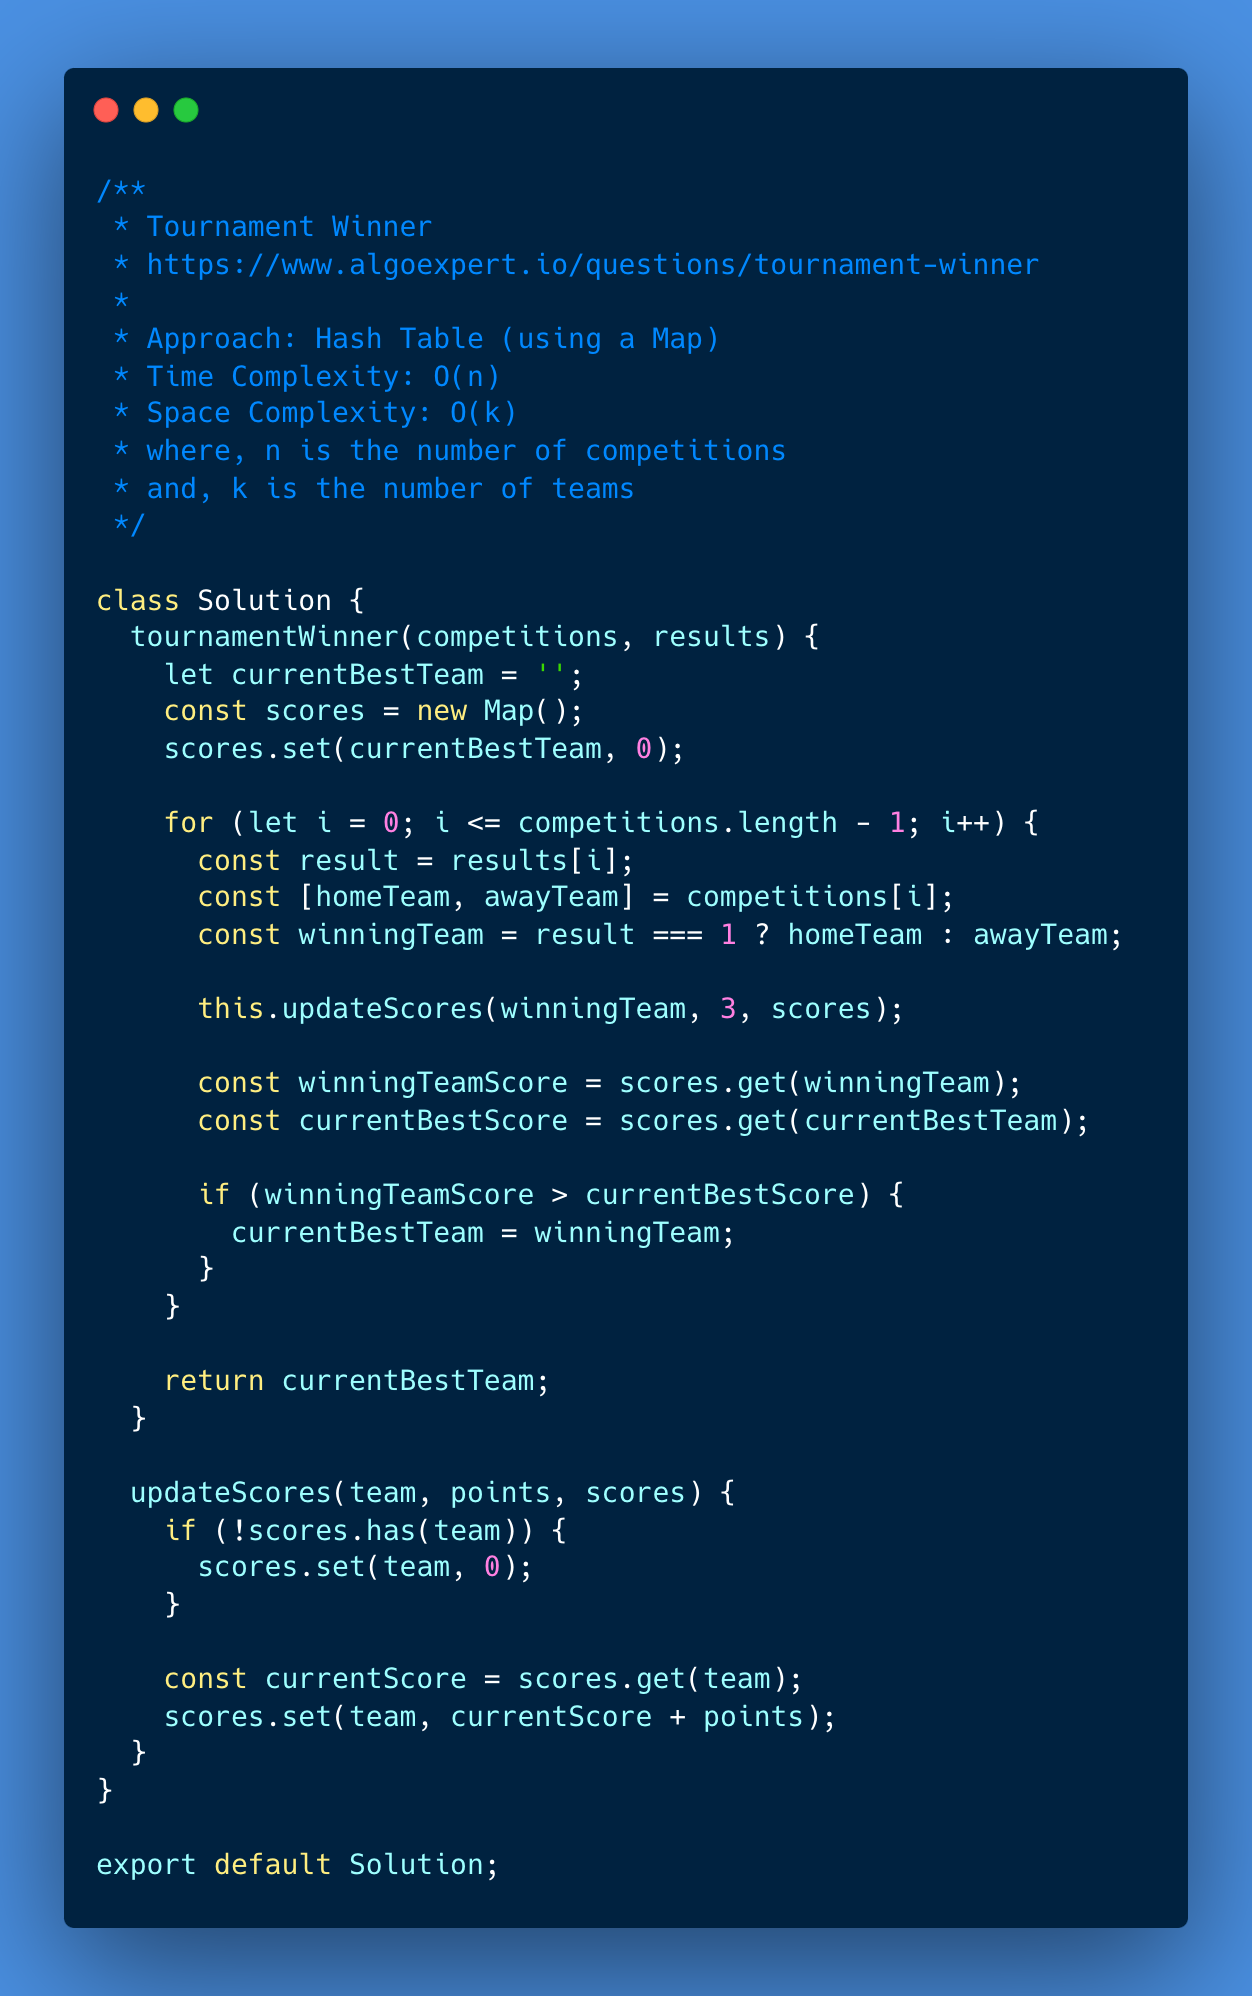 /**
 * Tournament Winner
 * https://www.algoexpert.io/questions/tournament-winner
 *
 * Approach: Hash Table (using a Map)
 * Time Complexity: O(n)
 * Space Complexity: O(k)
 * where, n is the number of competitions
 * and, k is the number of teams
 */

class Solution {
  tournamentWinner(competitions, results) {
    let currentBestTeam = '';
    const scores = new Map();
    scores.set(currentBestTeam, 0);

    for (let i = 0; i <= competitions.length - 1; i++) {
      const result = results[i];
      const [homeTeam, awayTeam] = competitions[i];
      const winningTeam = result === 1 ? homeTeam : awayTeam;

      this.updateScores(winningTeam, 3, scores);

      const winningTeamScore = scores.get(winningTeam);
      const currentBestScore = scores.get(currentBestTeam);

      if (winningTeamScore > currentBestScore) {
        currentBestTeam = winningTeam;
      }
    }

    return currentBestTeam;
  }

  updateScores(team, points, scores) {
    if (!scores.has(team)) {
      scores.set(team, 0);
    }

    const currentScore = scores.get(team);
    scores.set(team, currentScore + points);
  }
}

export default Solution;